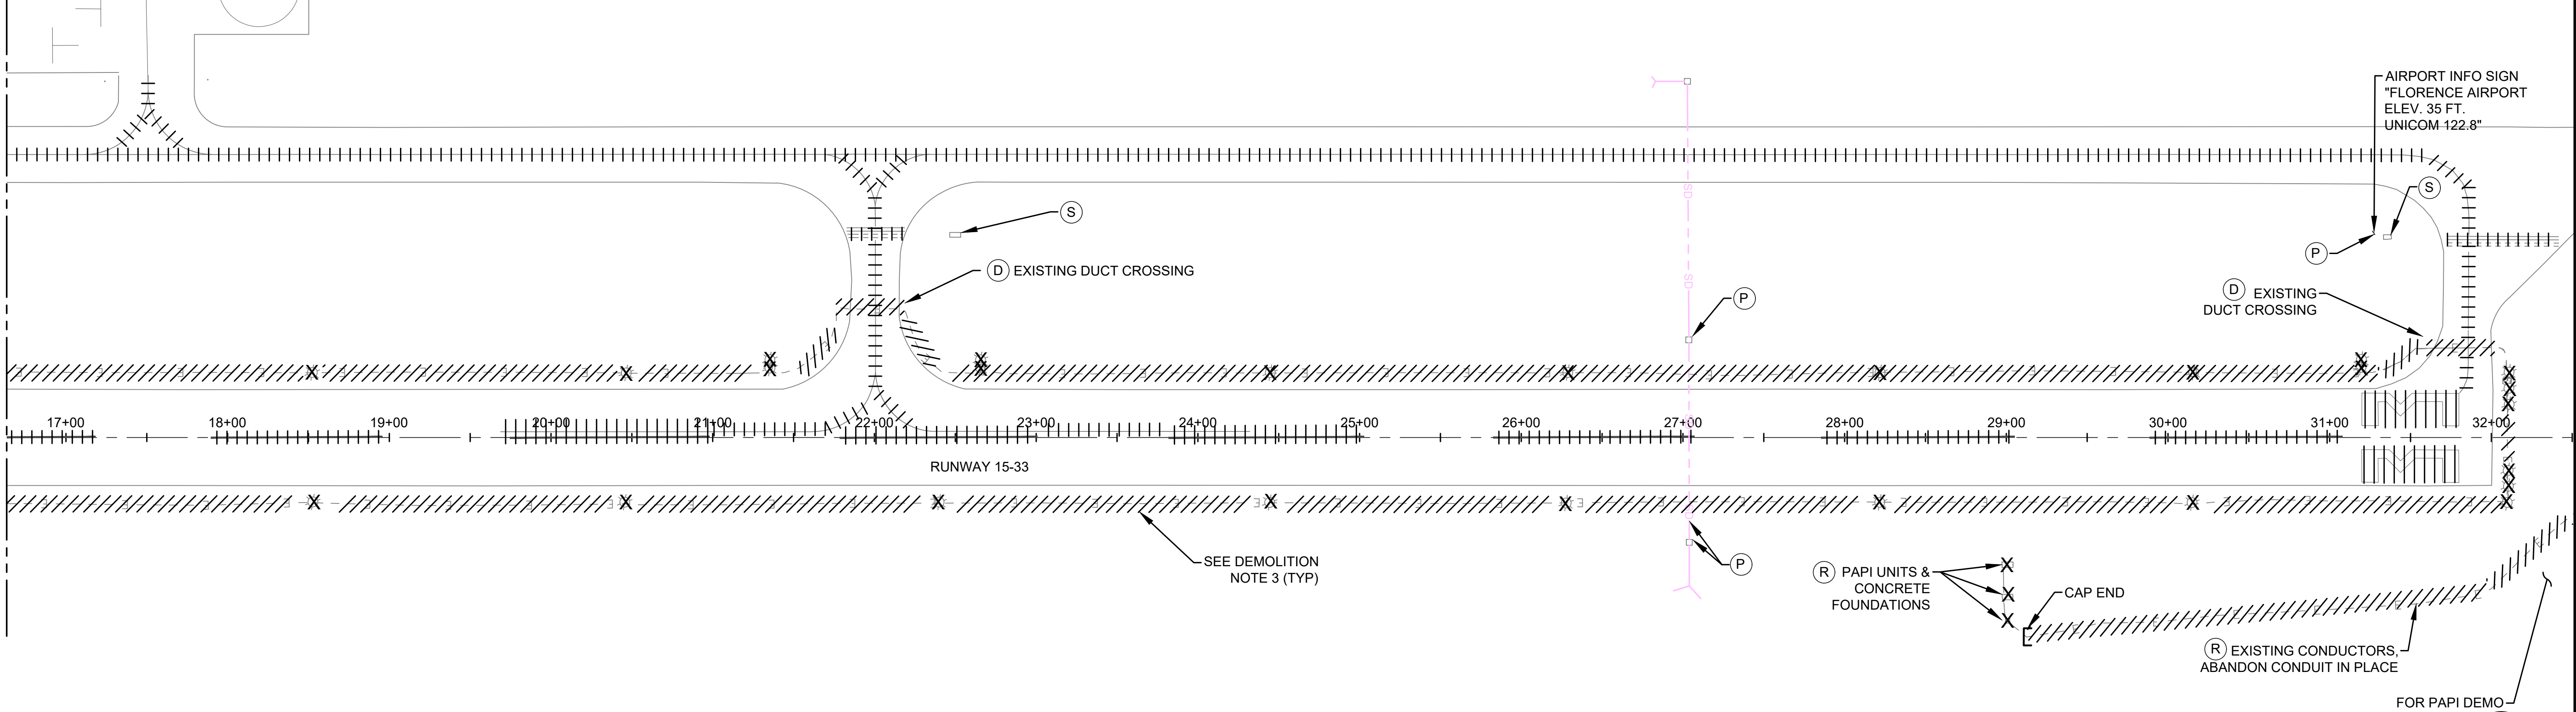 AIRPORT INFO SIGN
"FLORENCE AIRPORT
ELEV. 35 FT.
UNICOM 122.8"
S
S
P
D EXISTING DUCT CROSSING
D EXISTING
DUCT CROSSING
P
SD
SD
17+00 18+00 19+00 20+00 21+00 22+00 23+00 24+00 25+00 26+00 27+00 28+00 29+00 30+00 31+00 32+00
RUNWAY 15-33
SEE DEMOLITION
NOTE 3 (TYP)
P
R PAPI UNITS &
CONCRETE
FOUNDATIONS
CAP END
R EXISTING CONDUCTORS,
ABANDON CONDUIT IN PLACE
FOR PAPI DEMO